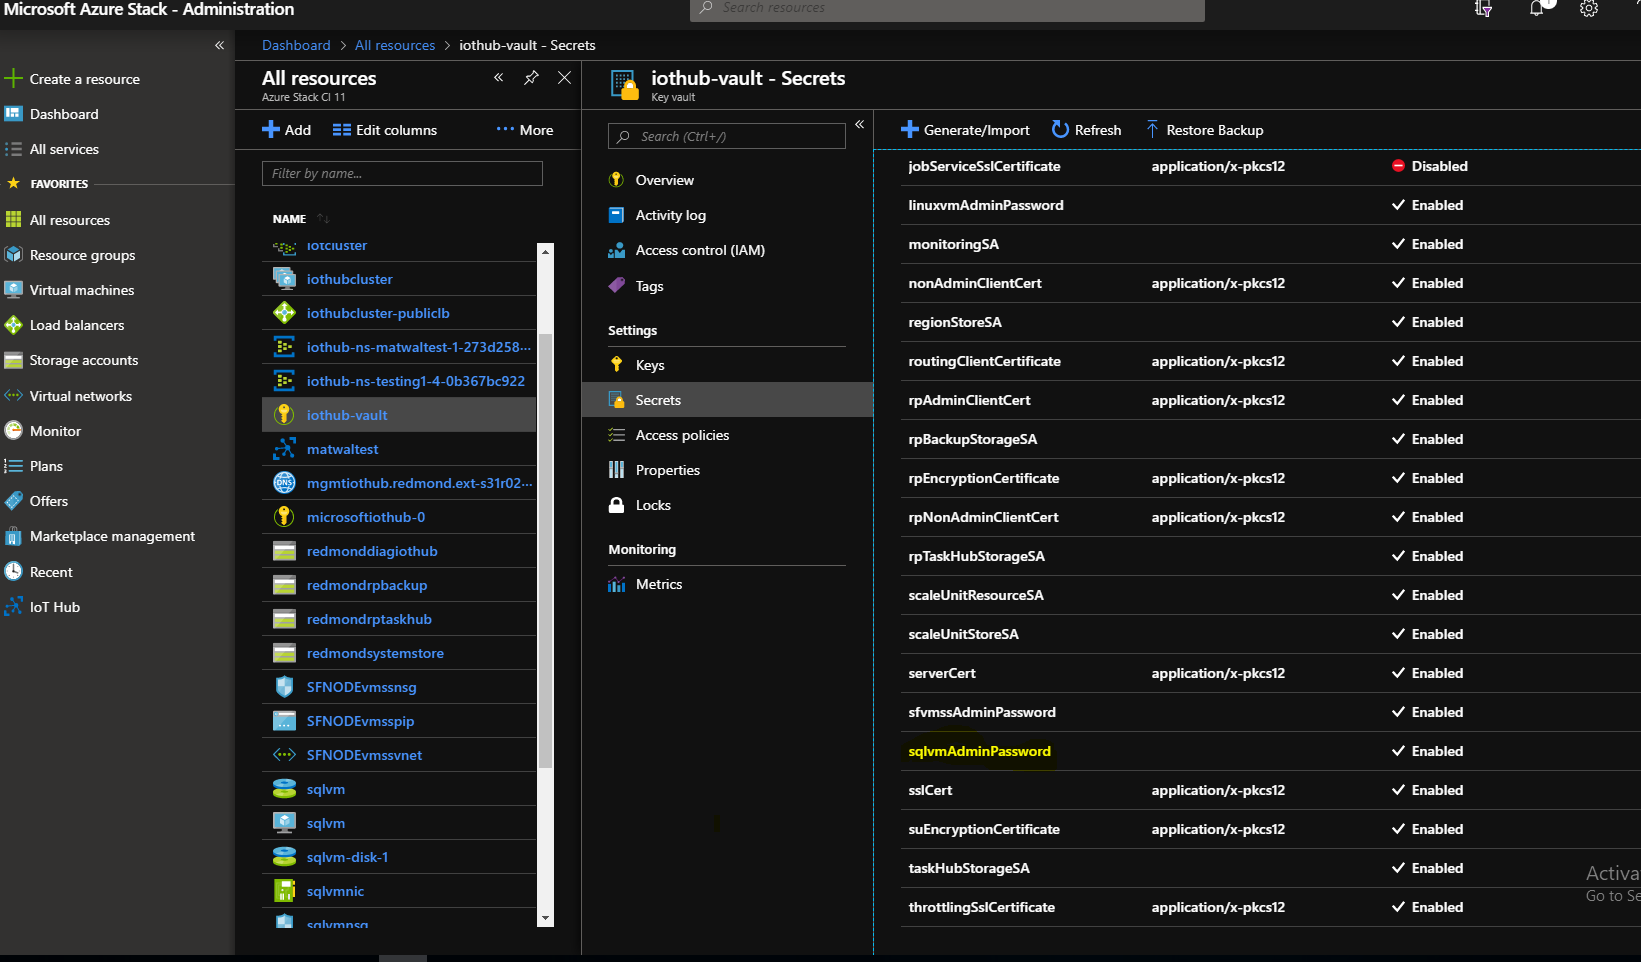 Microsoft Azure Stack - Administration
Search resources
1
Create a resource
Dashboard
All services
FAVORITES
All resources
Resource groups
Virtual machines
Load balancers
Storage accounts
Virtual networks
Monitor
Plans
Offers
Marketplace management
Recent
IoT Hub
Dashboard > All resources > iothub-vault - Secrets
All resources
Azure Stack CI 11
Add Edit columns ··· More
Filter by name...
NAME
iotcluster
iothubcluster
iothubcluster-publiclb
iothub-ns-matwaltest-1-273d258···
iothub-ns-testing1-4-0b367bc922
iothub-vault
matwaltest
DNS mgmtiothub.redmond.ext-s31r02···
microsoftiothub-0
redmonddiagiothub
redmondrpbackup
redmondrptaskhub
redmondsystemstore
SFNODEvmssnsg
SFNODEvmsspip
SFNODEvmssvnet
sqlvm
sqlvm
sqlvm-disk-1
sqlvmnic
sqlvmnsg
iothub-vault - Secrets
Key vault
Search (Ctrl+/)
Overview
Activity log
Access control (IAM)
Tags
Settings
Keys
Secrets
Access policies
Properties
Locks
Monitoring
Metrics
Generate/Import Refresh Restore Backup
jobServiceSslCertificate application/x-pkcs12 Disabled
linuxvmAdminPassword Enabled
monitoringSA Enabled
nonAdminClientCert application/x-pkcs12 Enabled
regionStoreSA Enabled
routingClientCertificate application/x-pkcs12 Enabled
rpAdminClientCert application/x-pkcs12 Enabled
rpBackupStorageSA Enabled
rpEncryptionCertificate application/x-pkcs12 Enabled
rpNonAdminClientCert application/x-pkcs12 Enabled
rpTaskHubStorageSA Enabled
scaleUnitResourceSA Enabled
scaleUnitStoreSA Enabled
serverCert application/x-pkcs12 Enabled
sfvmssAdminPassword Enabled
sqlvmAdminPassword Enabled
sslCert application/x-pkcs12 Enabled
suEncryptionCertificate application/x-pkcs12 Enabled
taskHubStorageSA Enabled
throttlingSslCertificate application/x-pkcs12 Enabled
Activa
Go to Se